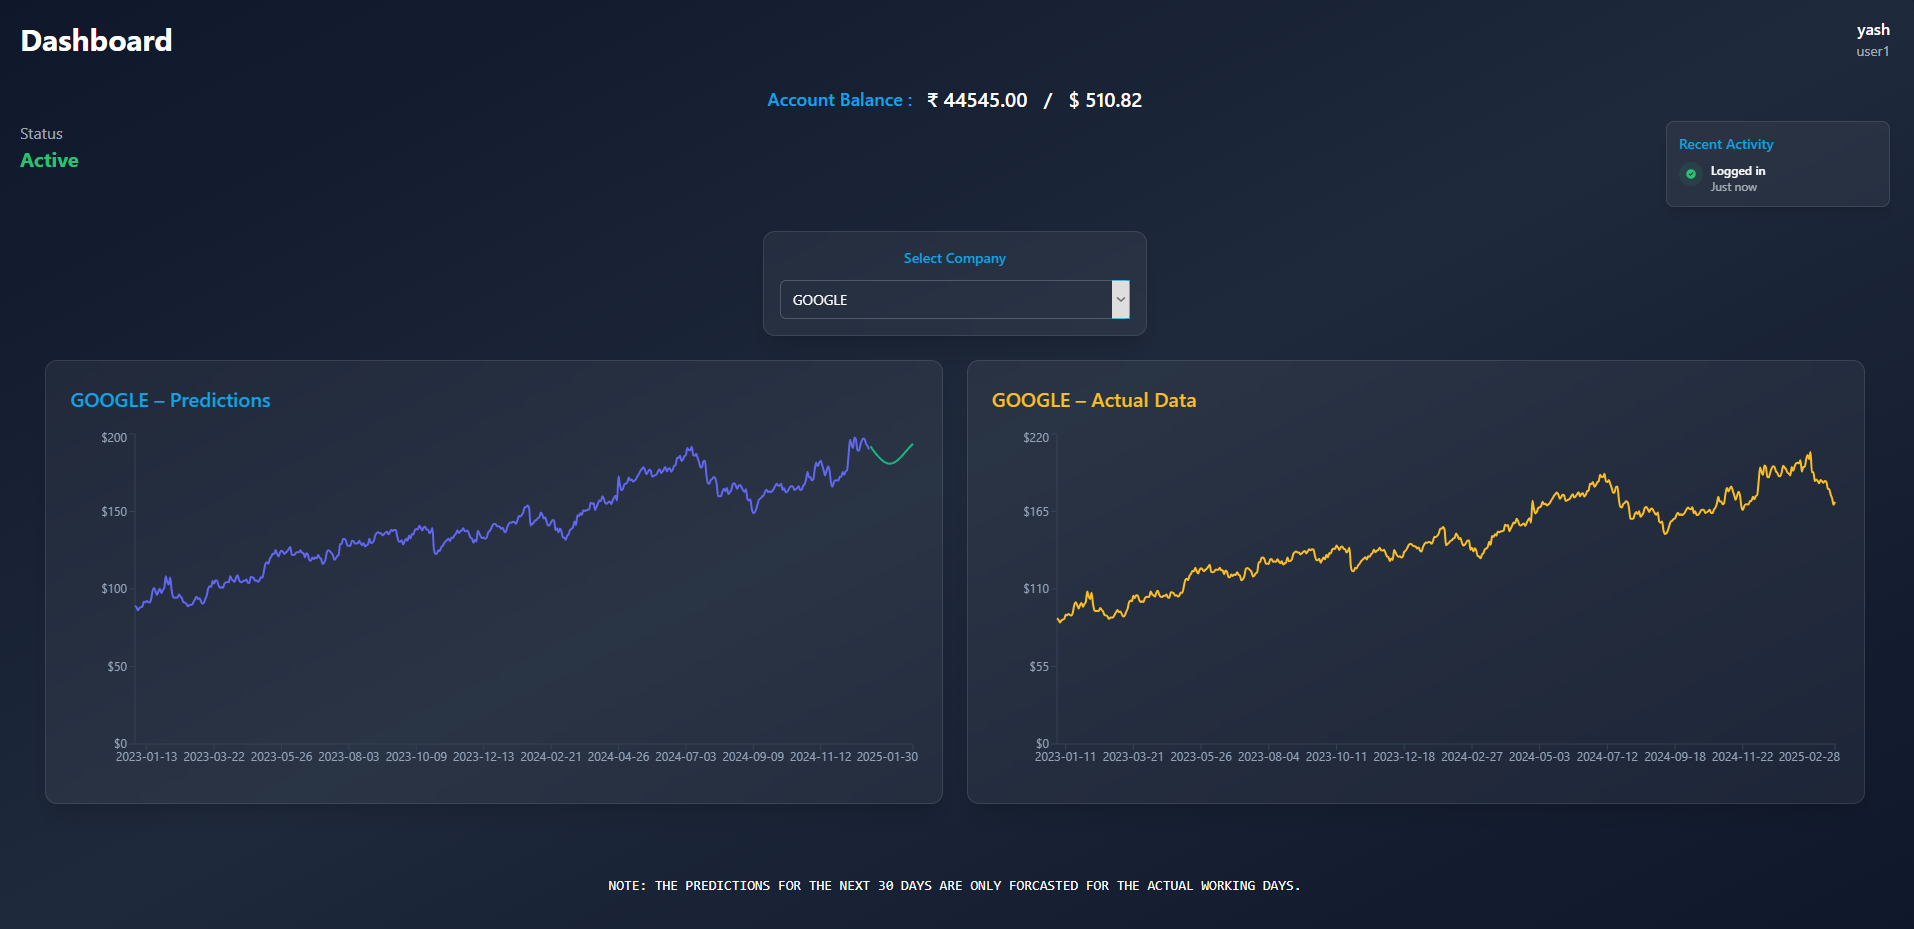 Dashboard
yash
user1
Account Balance : ₹ 44545.00 / $ 510.82
Status
Active
Recent Activity
Logged in
Just now
Select Company
GOOGLE
GOOGLE – Predictions
$200
$150
$100
$50
$0
2023-01-13 2023-03-22 2023-05-26 2023-08-03 2023-10-09 2023-12-13 2024-02-21 2024-04-26 2024-07-03 2024-09-09 2024-11-12 2025-01-30
GOOGLE – Actual Data
$220
$165
$110
$55
$0
2023-01-11 2023-03-21 2023-05-26 2023-08-04 2023-10-11 2023-12-18 2024-02-27 2024-05-03 2024-07-12 2024-09-18 2024-11-22 2025-02-28
NOTE: THE PREDICTIONS FOR THE NEXT 30 DAYS ARE ONLY FORCASTED FOR THE ACTUAL WORKING DAYS.